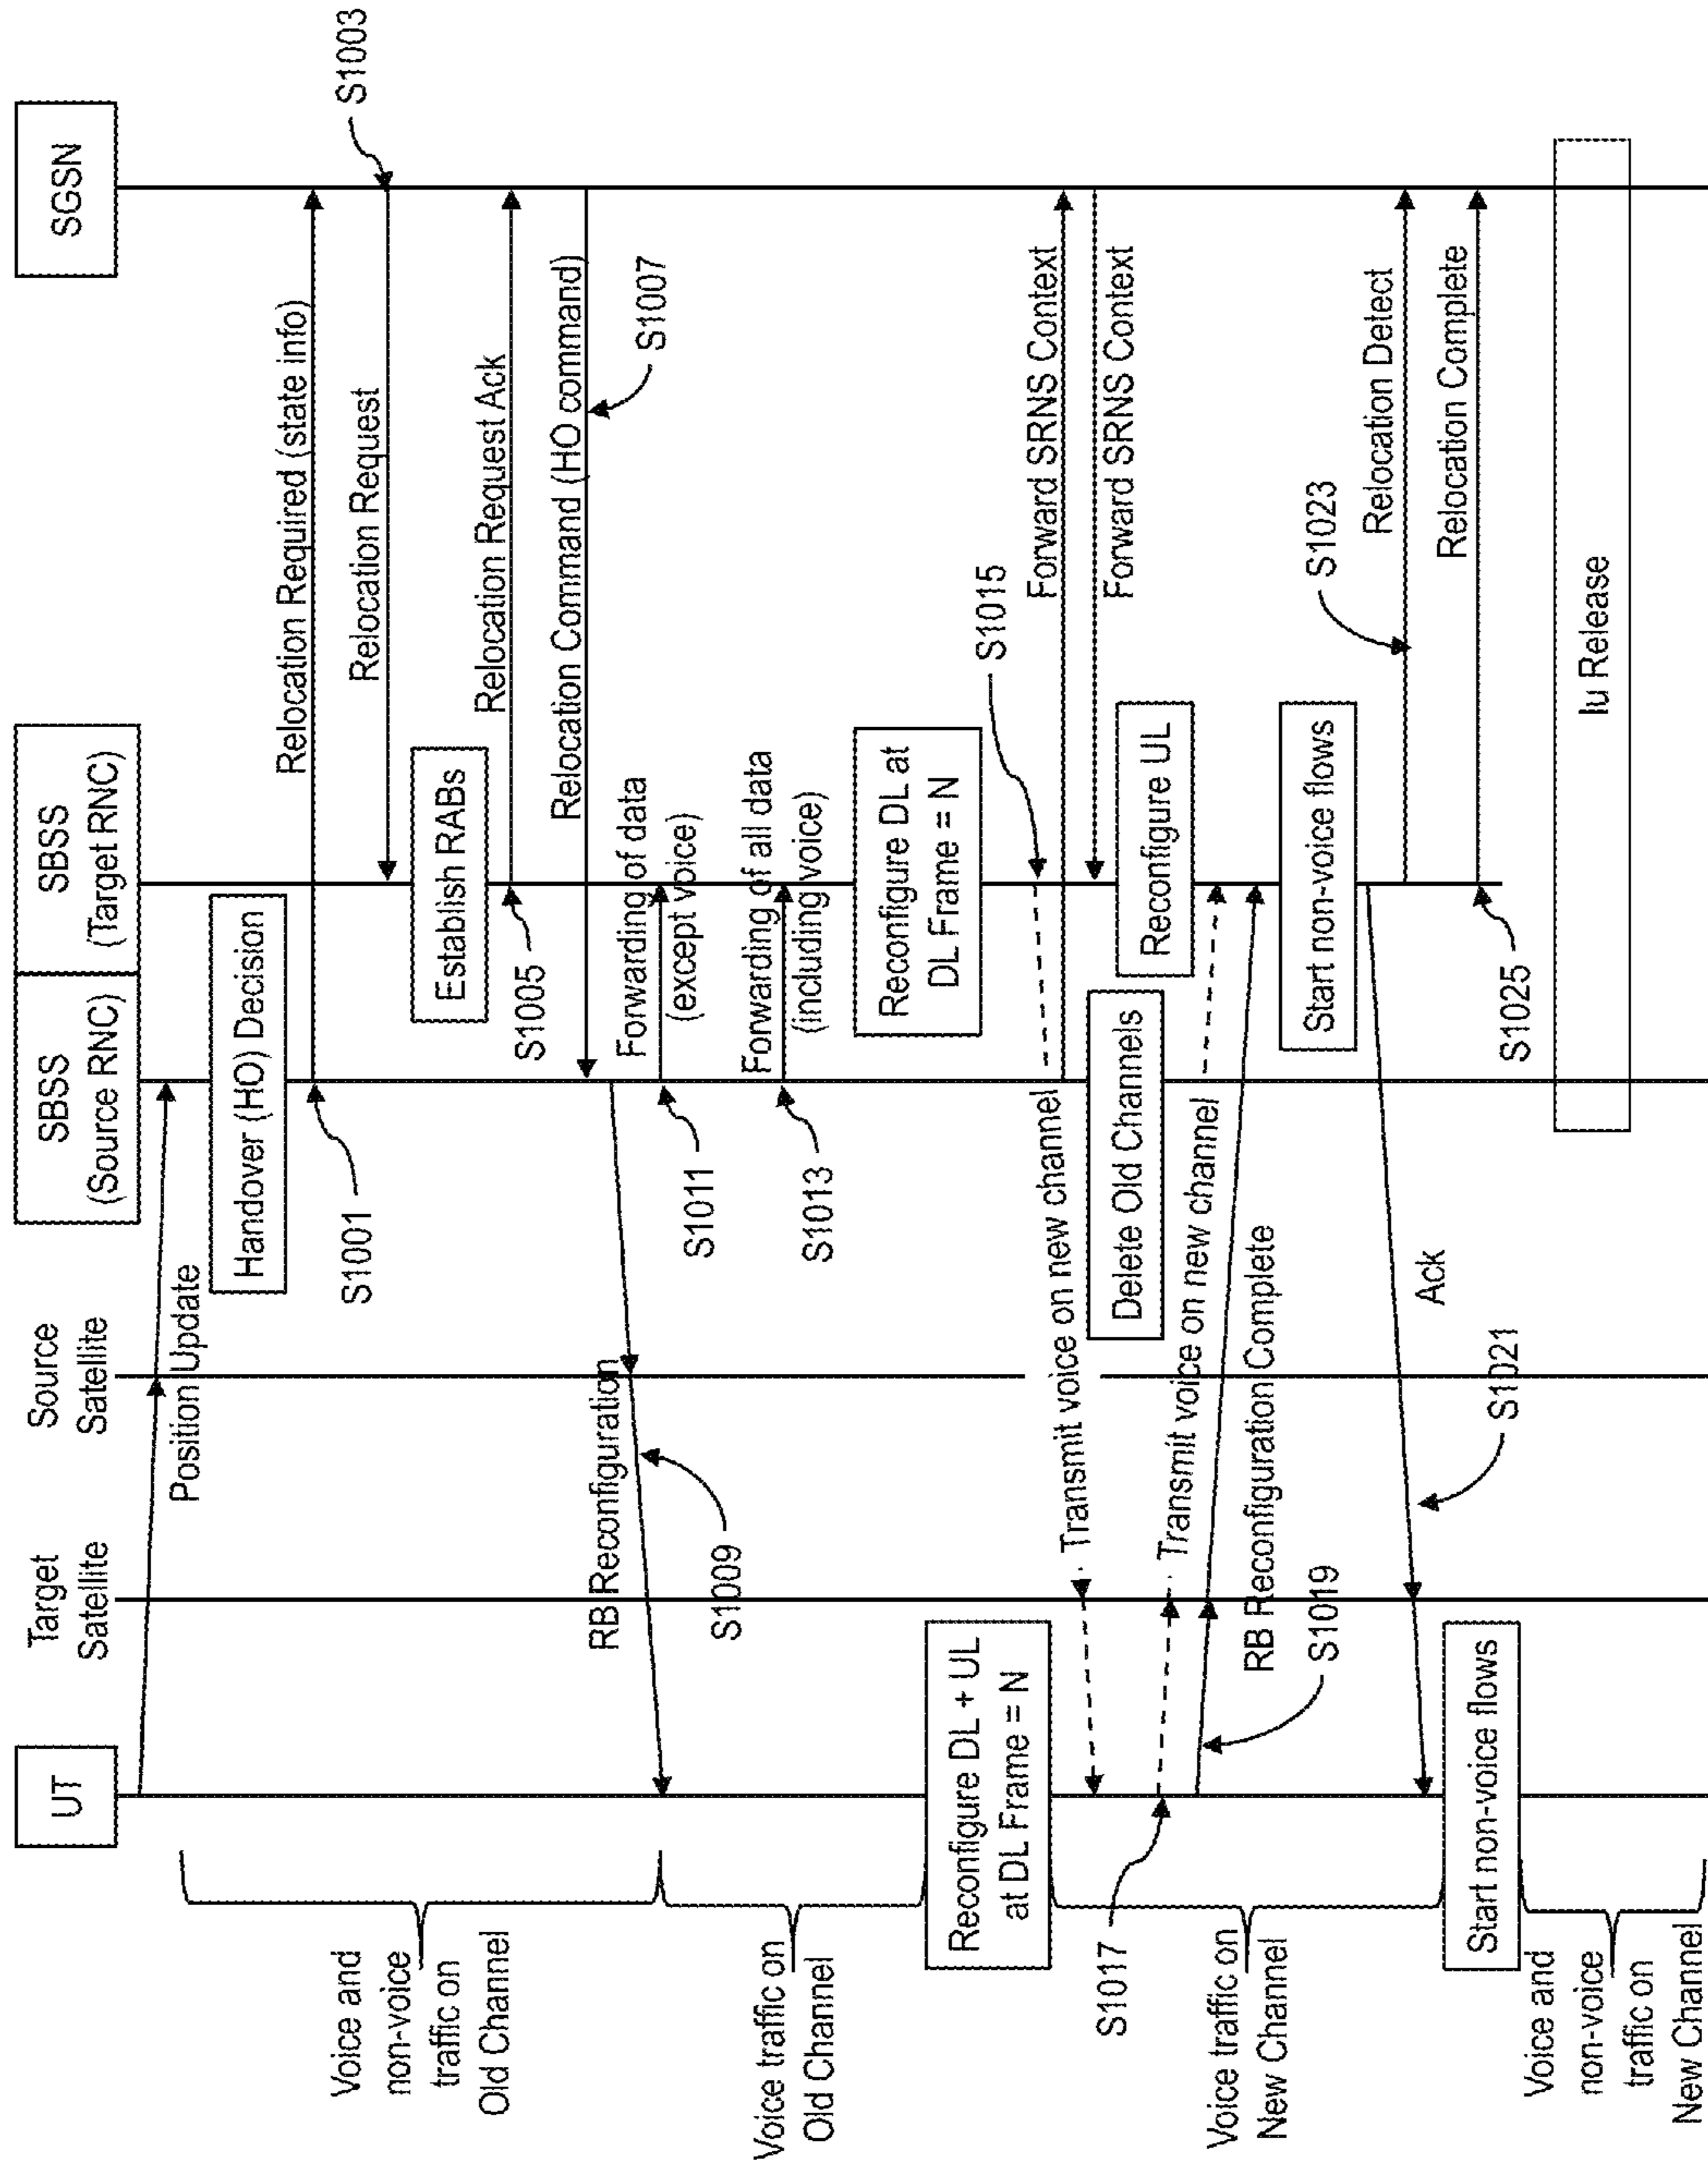 UT
Target
Satellite
Source
Satellite
SBSS
(Source RNC)
SBSS
(Target RNC)
SGSN
Position Update
Handover (HO) Decision
S1001
Relocation Required (state info)
S1003
Relocation Request
Establish RABs
S1005
Relocation Request Ack
Relocation Command (HO command)
S1007
RB Reconfiguration
S1009
Forwarding of data
(except voice)
S1011
Forwarding of all data
(including voice)
S1013
Voice and
non-voice
traffic on
Old Channel
Voice traffic on
Old Channel
Reconfigure DL + UL
at DL Frame = N
Reconfigure DL at
DL Frame = N
S1015
Transmit voice on new channel
Forward SRNS Context
Forward SRNS Context
Delete Old Channels
Reconfigure UL
S1017
Transmit voice on new channel
RB Reconfiguration Complete
S1019
Voice traffic on
New Channel
Start non-voice flows
Ack
S1021
S1023
Relocation Detect
Relocation Complete
S1025
Start non-voice flows
Voice and
non-voice
traffic on
New Channel
Iu Release